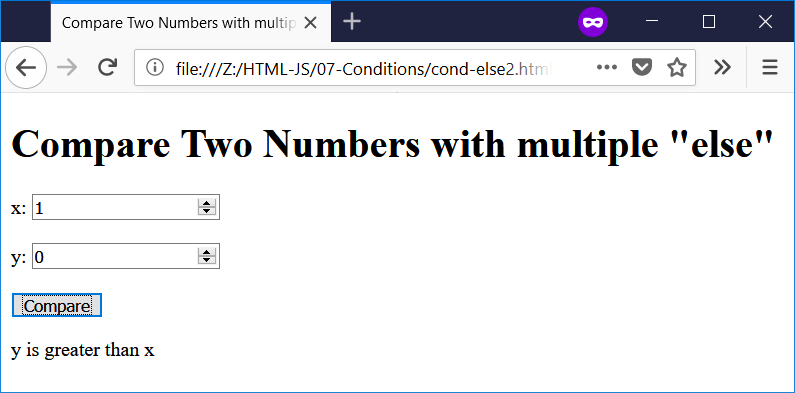 Compare Two Numbers with multip
file:///Z:/HTML-JS/07-Conditions/cond-else2.html
Compare Two Numbers with multiple "else"
x: 1
y: 0
Compare
y is greater than x